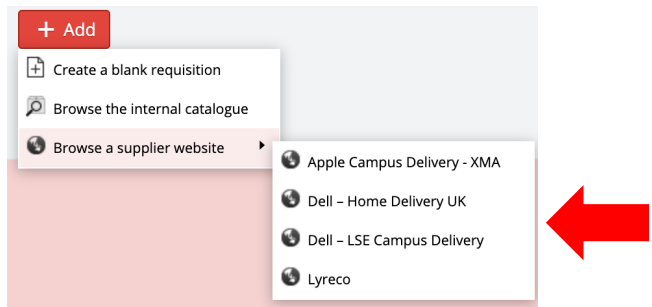 Add
Create a blank requisition
Browse the internal catalogue
Browse a supplier website
Apple Campus Delivery - XMA
Dell – Home Delivery UK
Dell – LSE Campus Delivery
Lyreco